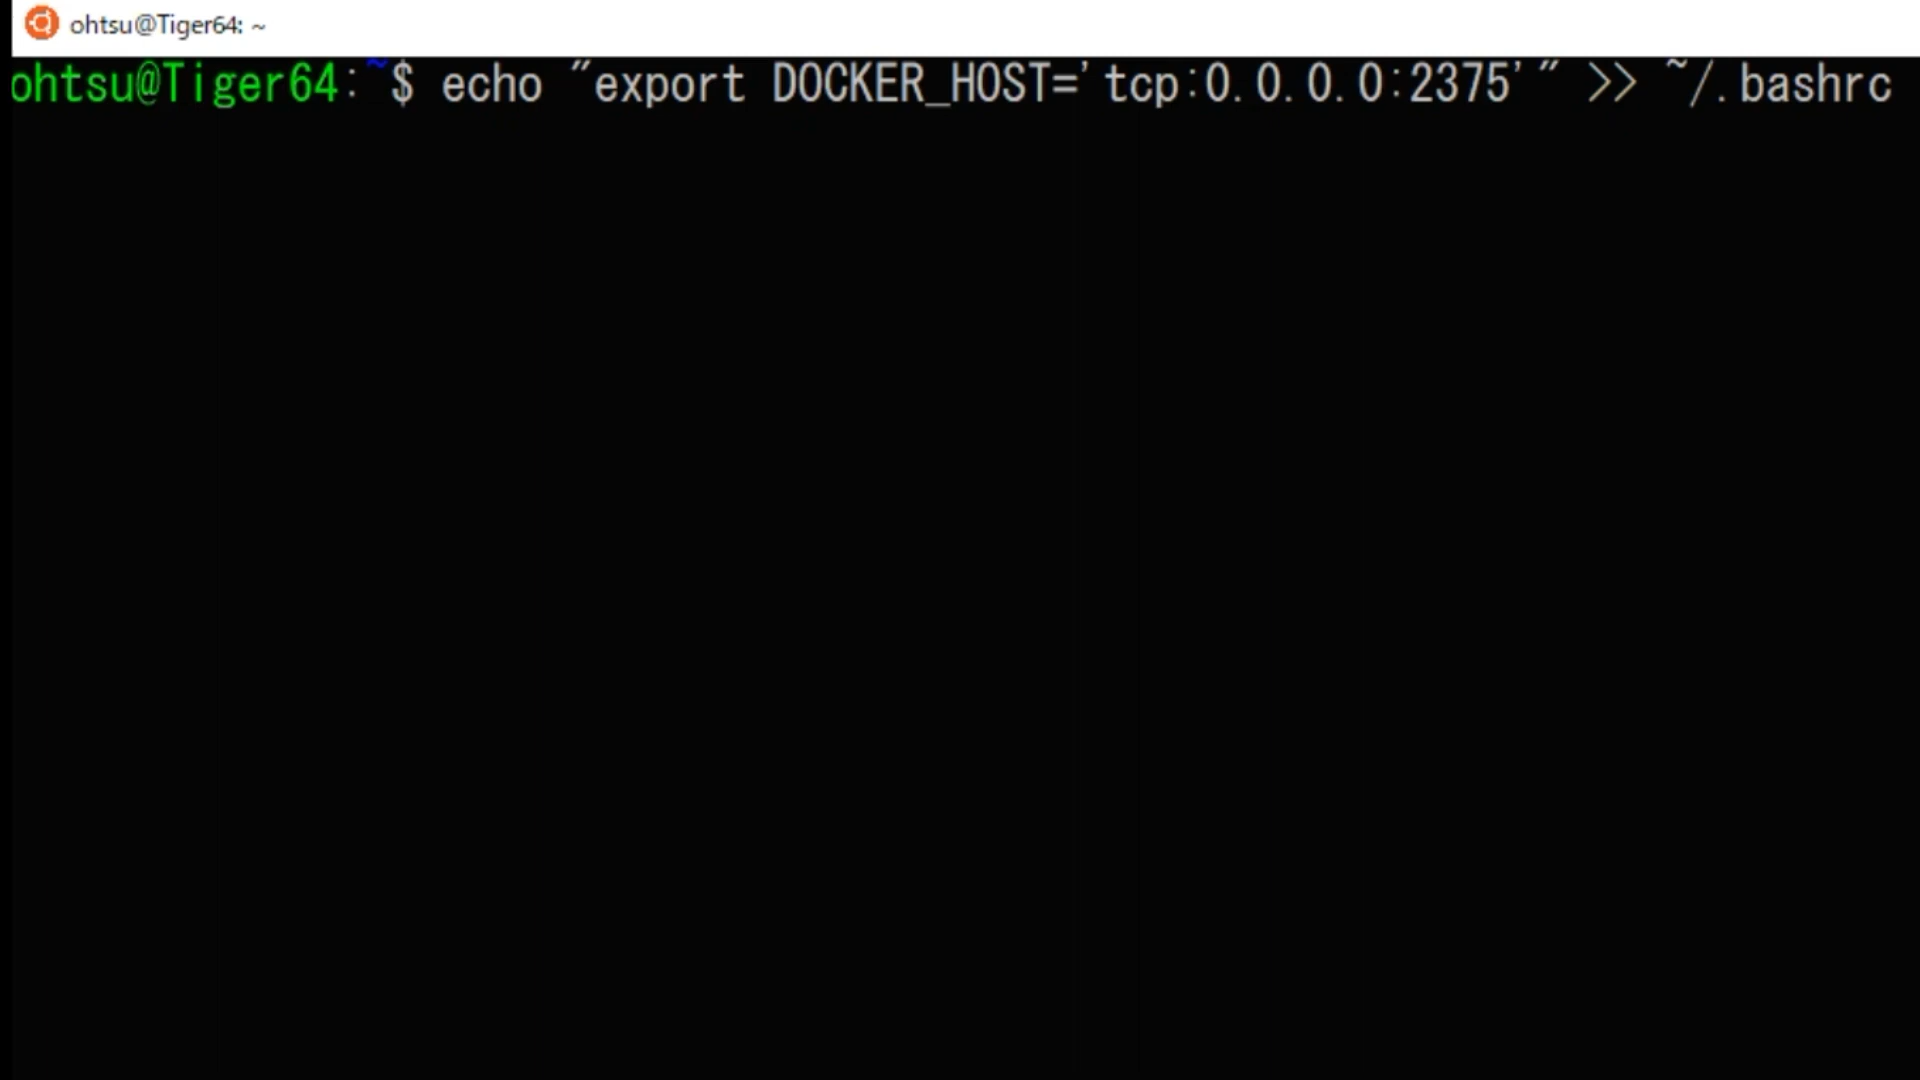 ohtsu@Tiger64: ~
ohtsu@Tiger64:~$ echo "export DOCKER_HOST='tcp:0.0.0.0:2375'" >> ~/.bashrc